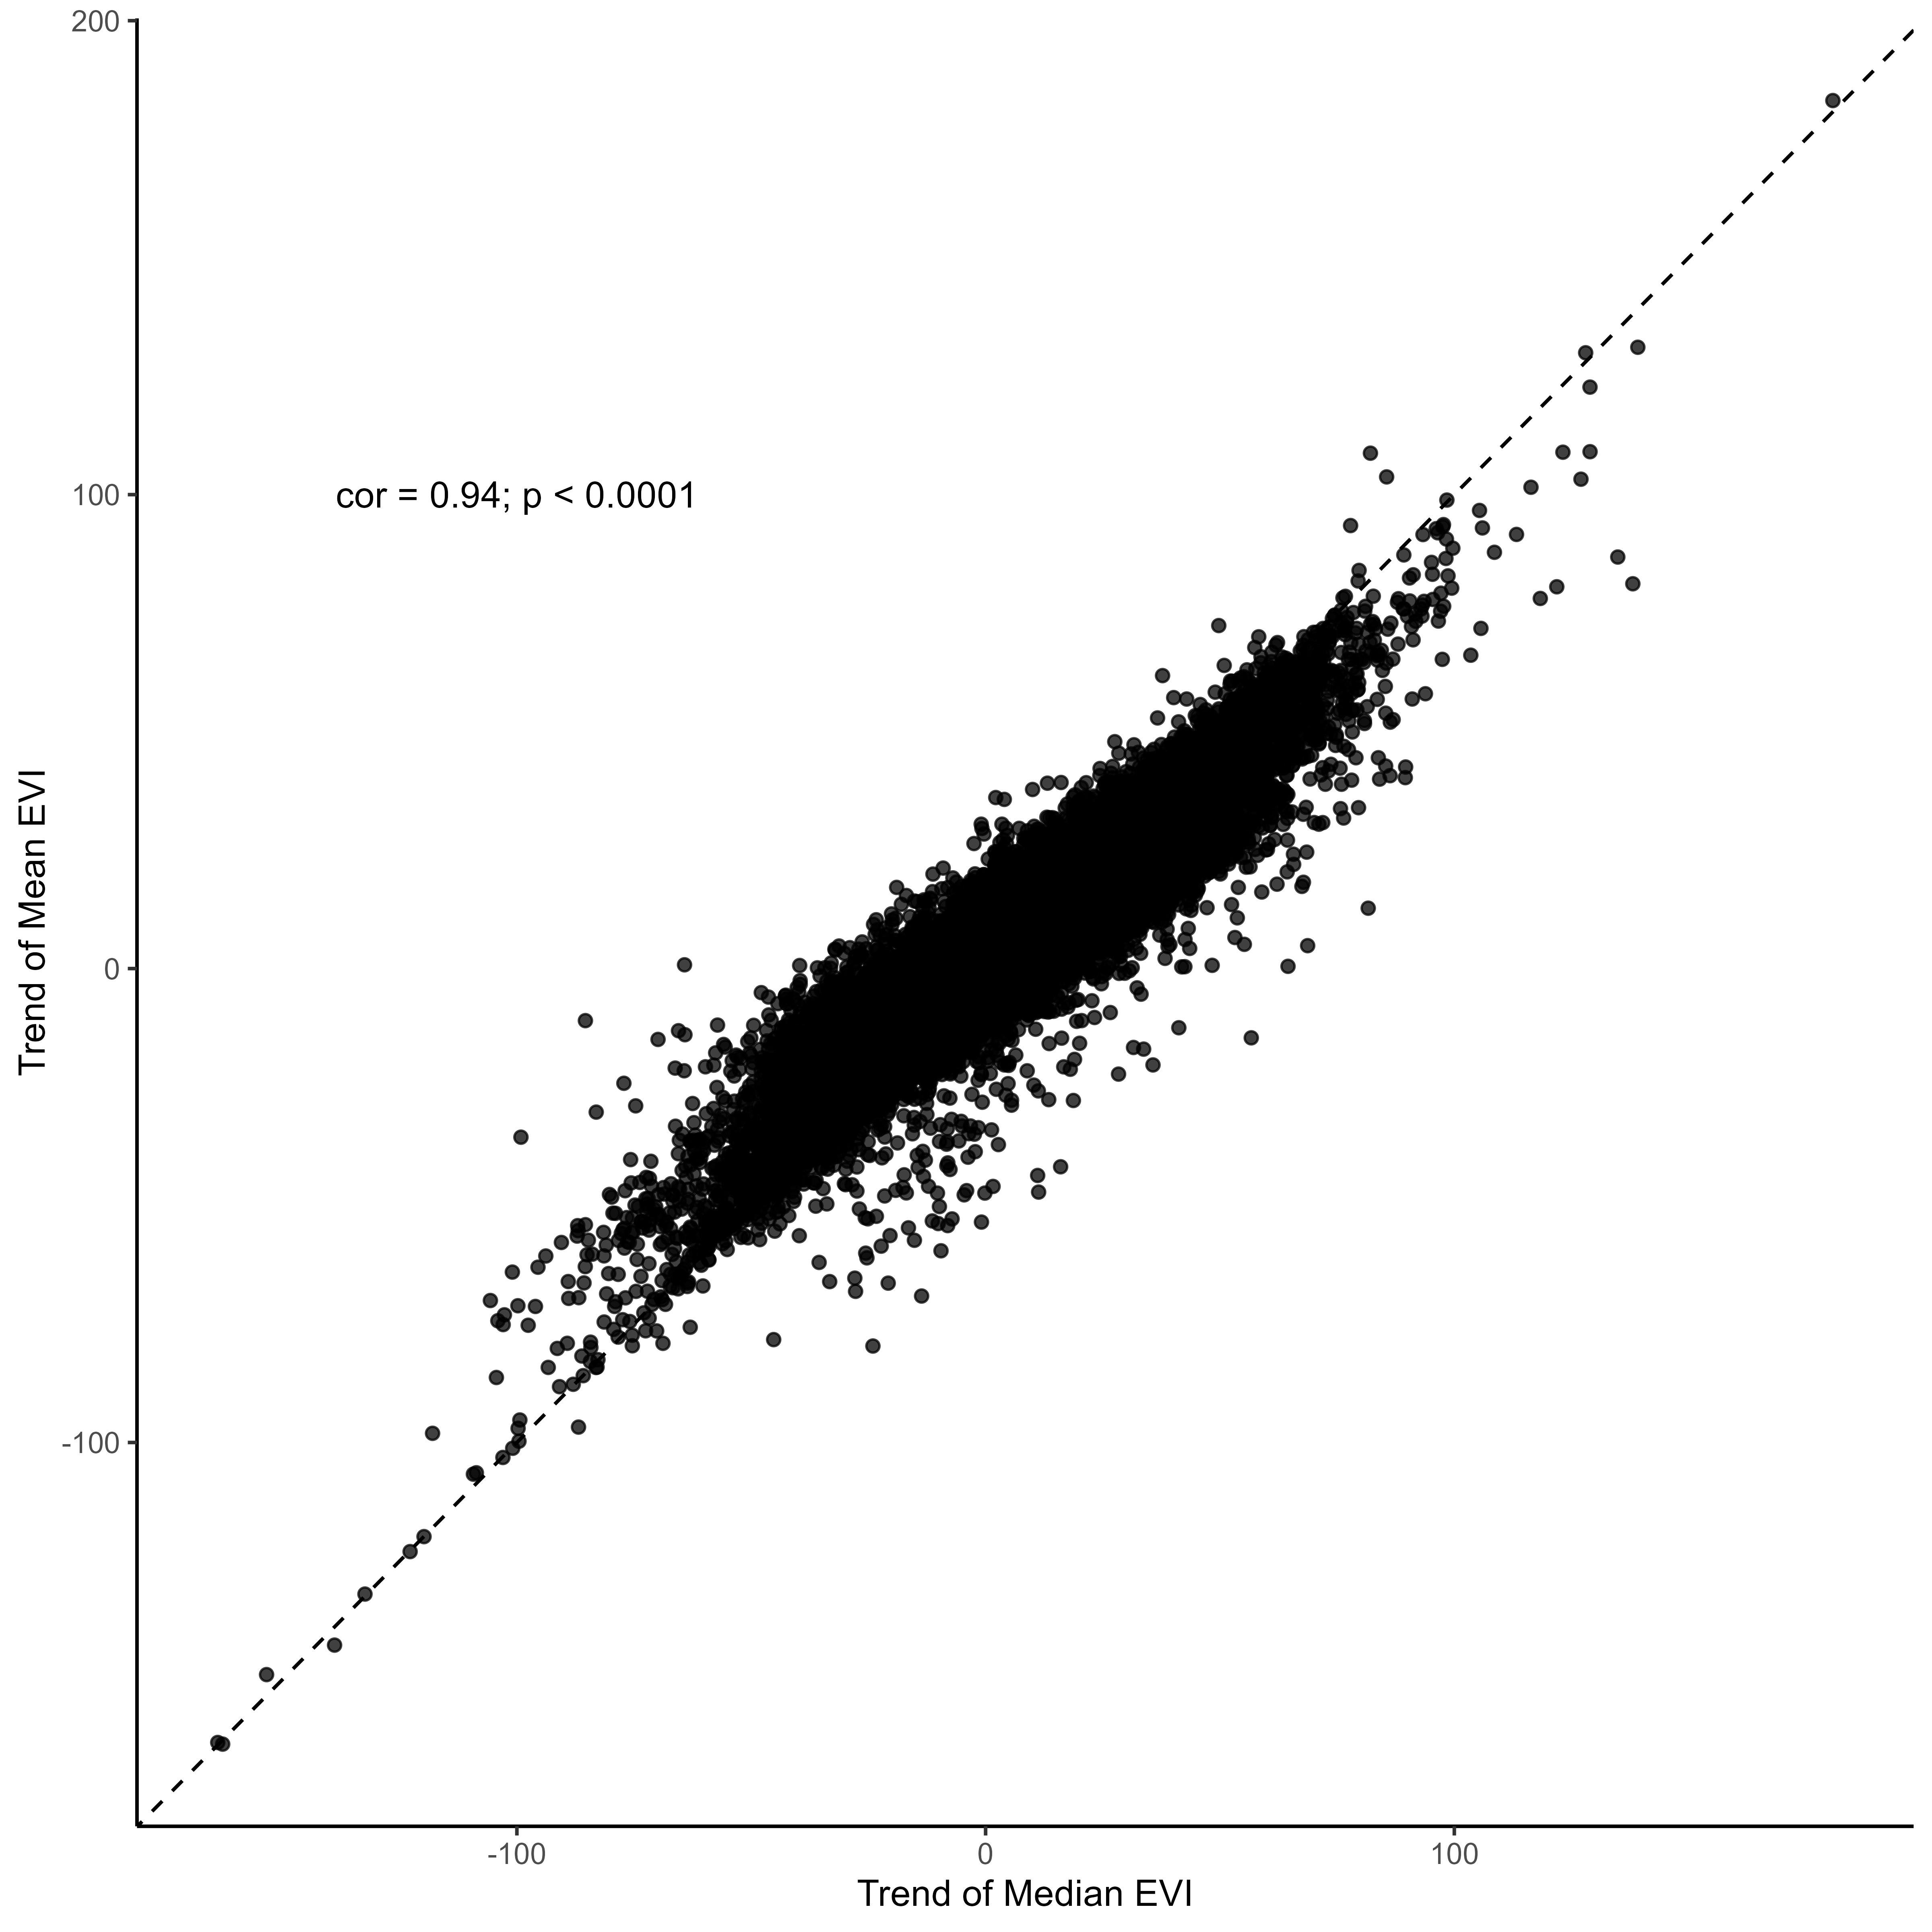 200
100
0
-100
Trend of Mean EVI
cor = 0.94; p < 0.0001
-100 0 100
Trend of Median EVI